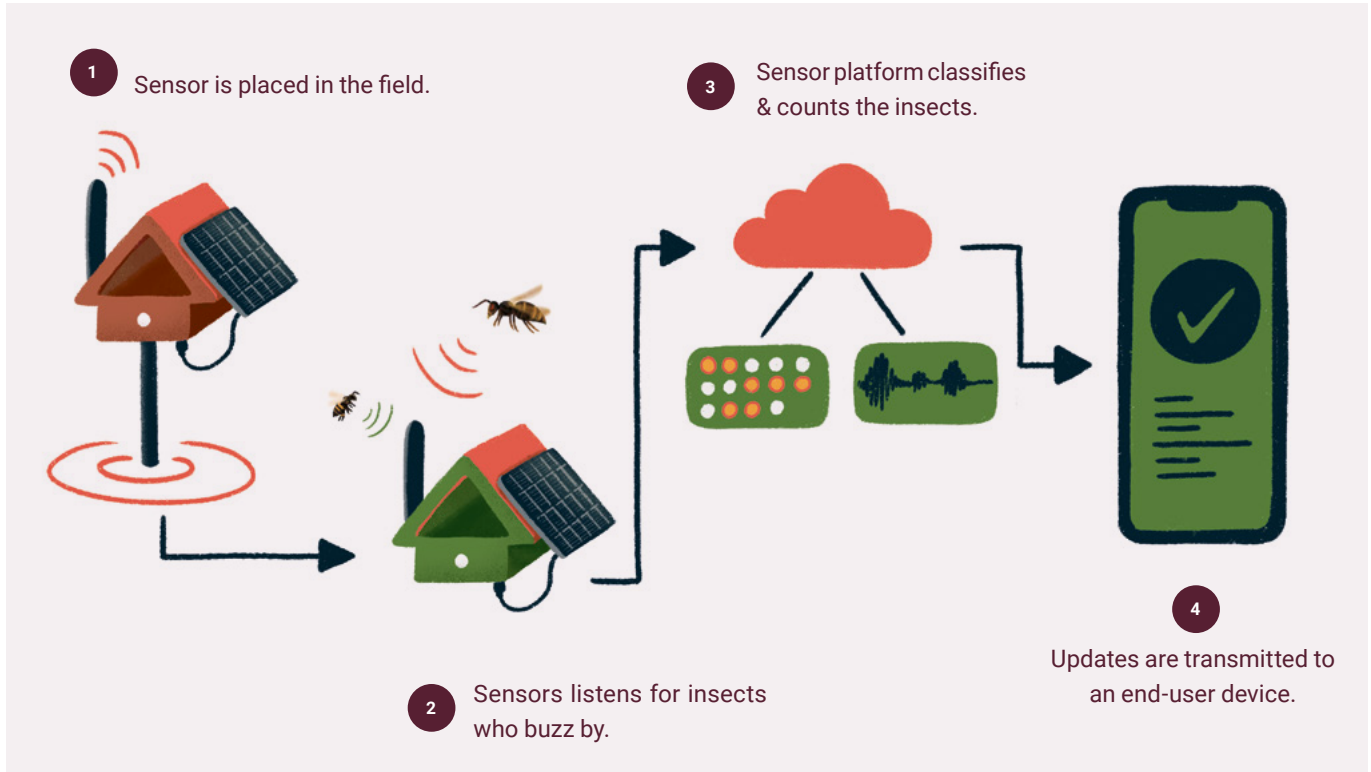 1
Sensor is placed in the field.
2
Sensors listens for insects
who buzz by.
3
Sensor platform classifies
& counts the insects.
4
Updates are transmitted to
an end-user device.